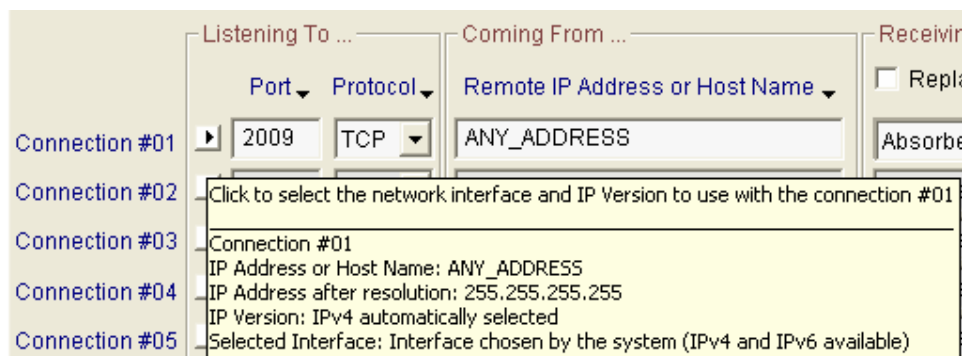 Listening To ... Coming From ...
Port Protocol Remote IP Address or Host Name
Connection #01 2009 TCP ANY_ADDRESS
Connection #02 Click to select the network interface and IP Version to use with the connection #01
Connection #03 Connection #01
IP Address or Host Name: ANY_ADDRESS
Connection #04 IP Address after resolution: 255.255.255.255
IP Version: IPv4 automatically selected
Connection #05 Selected Interface: Interface chosen by the system (IPv4 and IPv6 available)